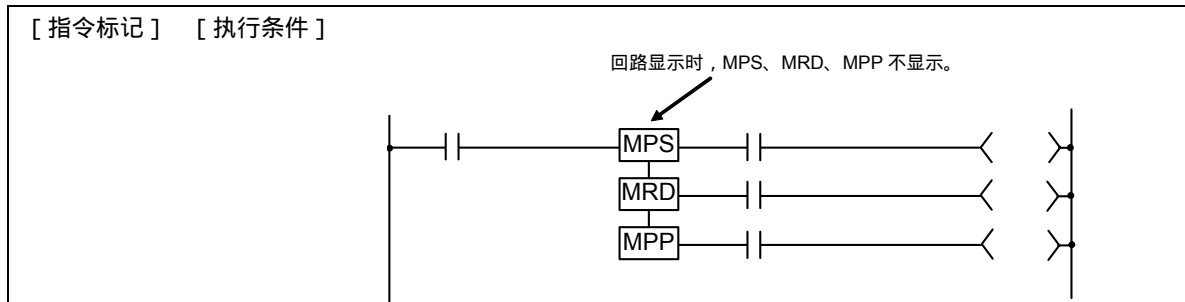 [ 指令标记 ] [ 执行条件 ]
回路显示时 , MPS、MRD、MPP 不显示。
MPS
MRD
MPP